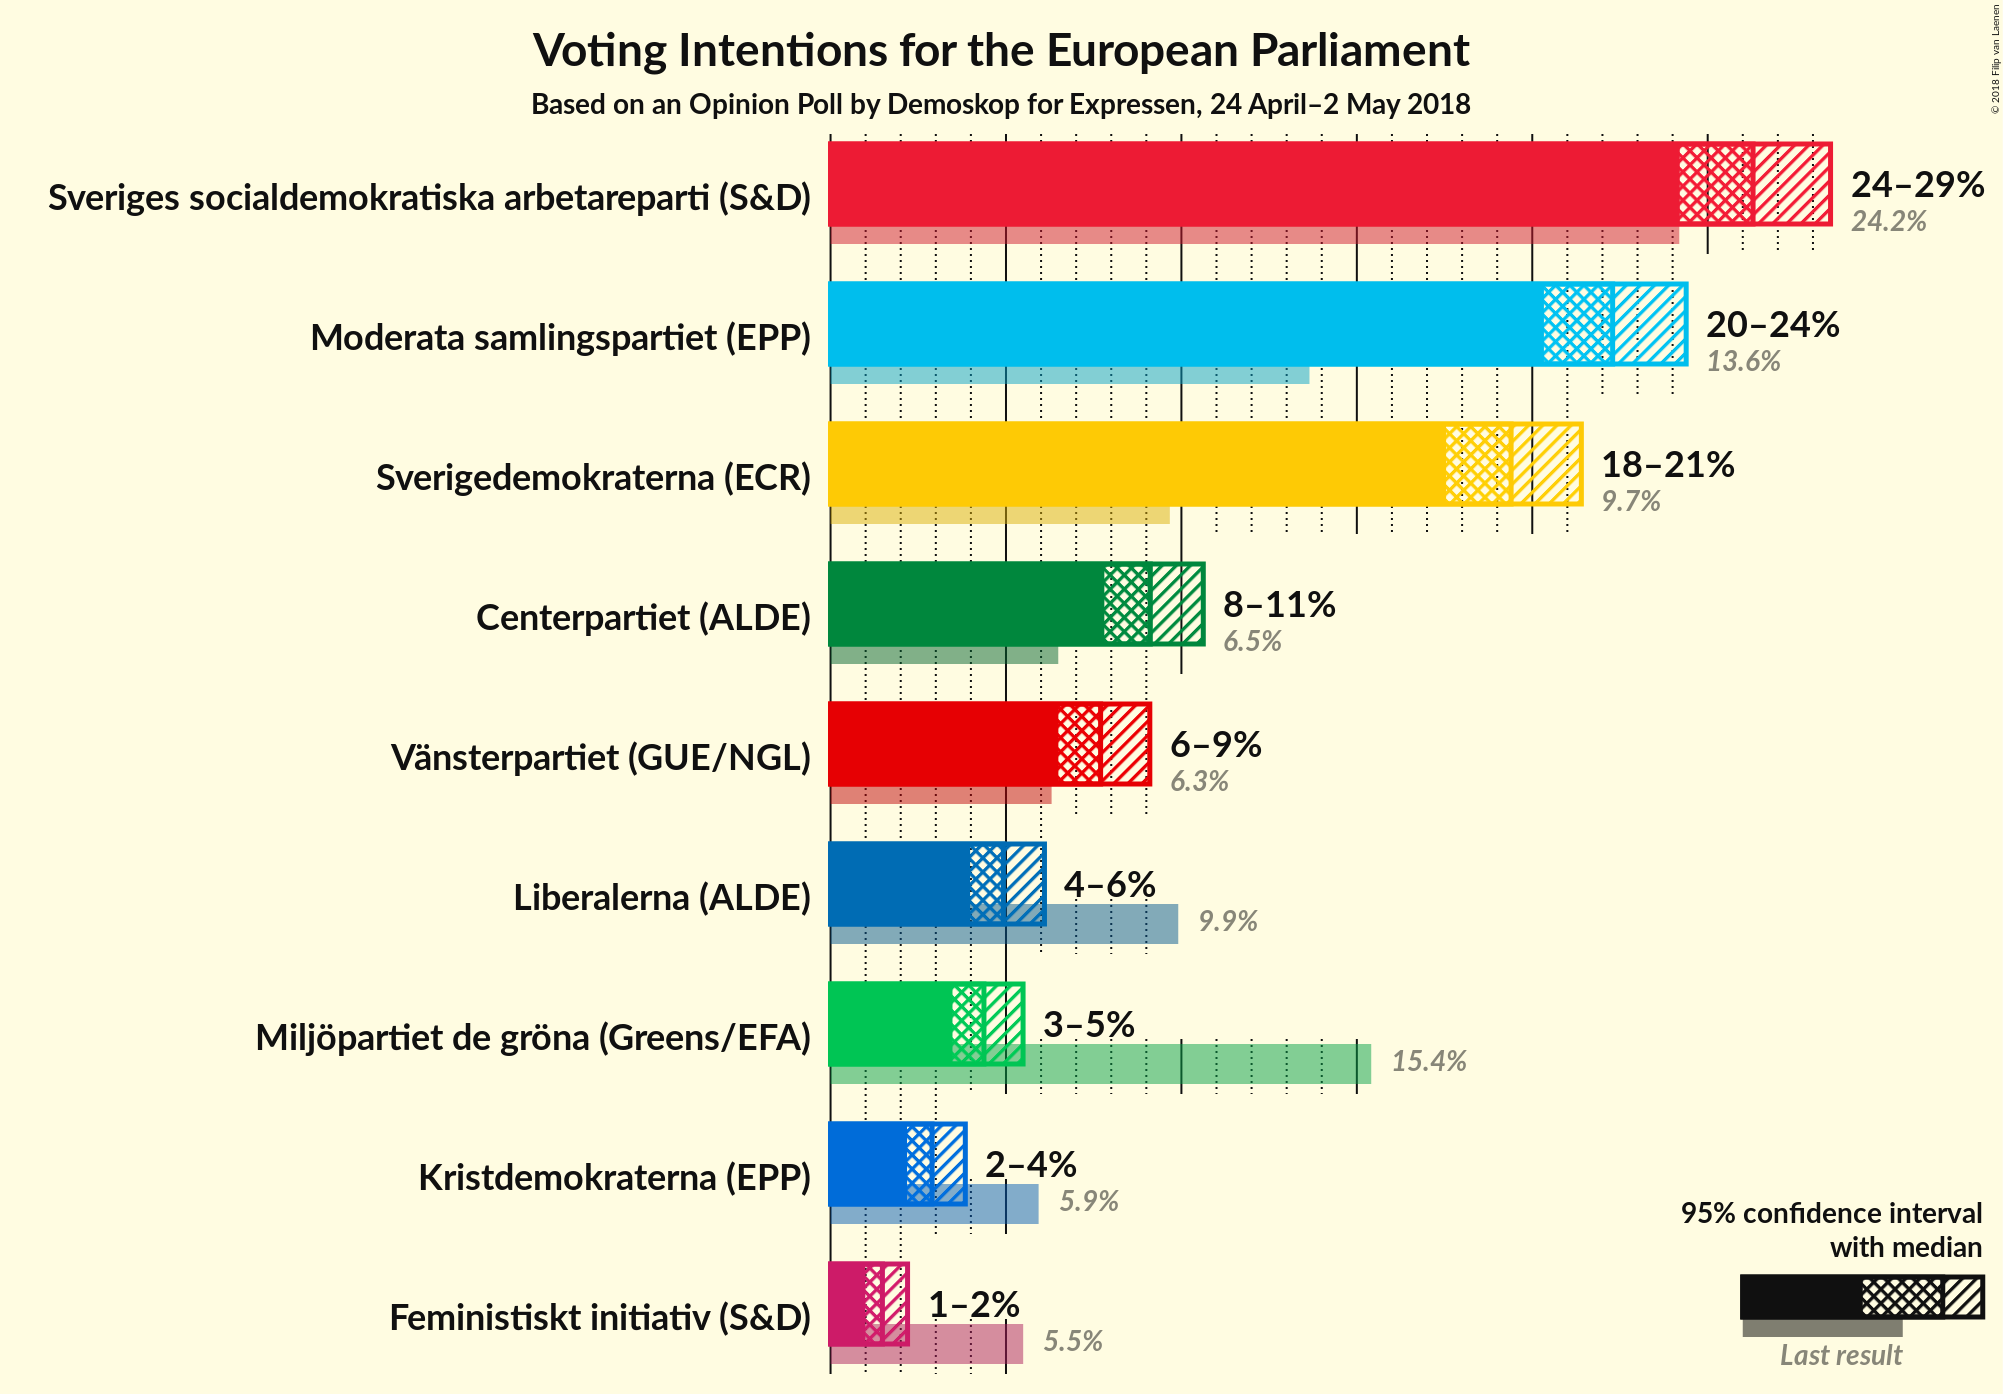 Voting Intentions for the European Parliament
Based on an Opinion Poll by Demoskop for Expressen, 24 April–2 May 2018
© 2018 Filip van Laenen
Sveriges socialdemokratiska arbetareparti (S&D)
24–29%
24.2%
Moderata samlingspartiet (EPP)
20–24%
13.6%
Sverigedemokraterna (ECR)
18–21%
9.7%
Centerpartiet (ALDE)
8–11%
6.5%
Vänsterpartiet (GUE/NGL)
6–9%
6.3%
Liberalerna (ALDE)
4–6%
9.9%
Miljöpartiet de gröna (Greens/EFA)
3–5%
15.4%
Kristdemokraterna (EPP)
2–4%
5.9%
Feministiskt initiativ (S&D)
1–2%
5.5%
95% confidence interval
with median
Last result